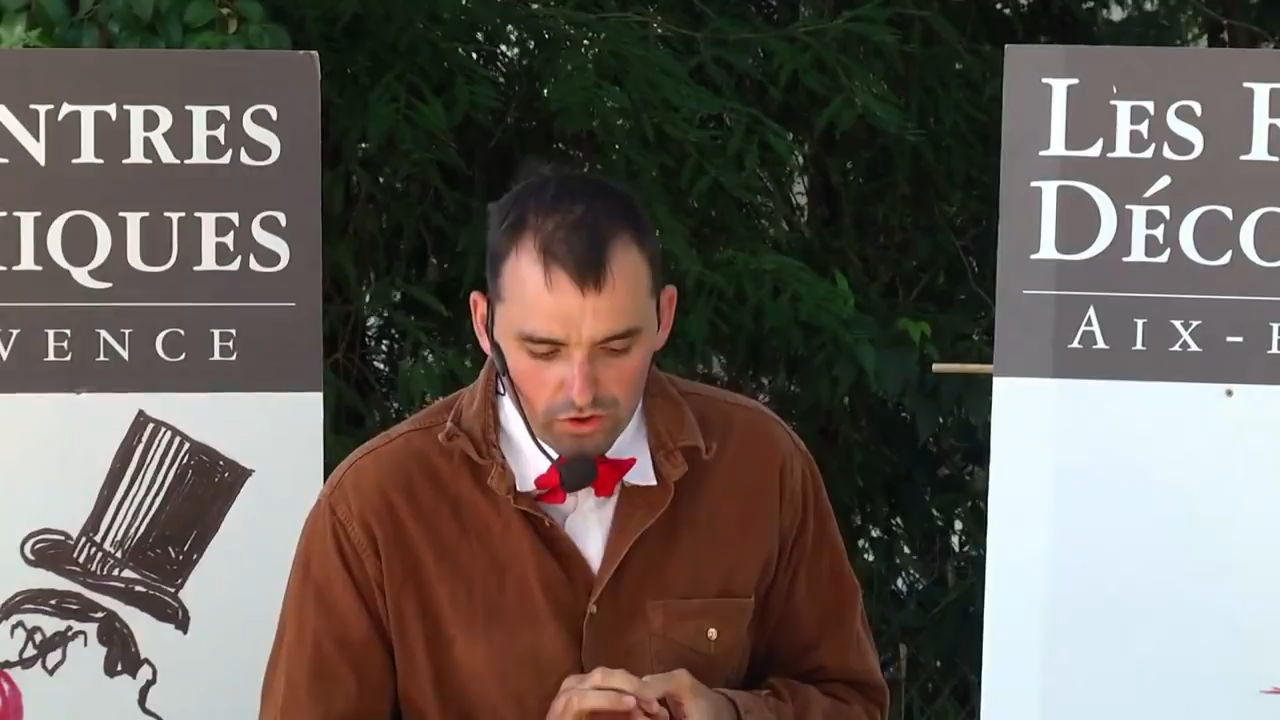 NTRES
IQUES
VENCE
LES
DÉCO
AIX-